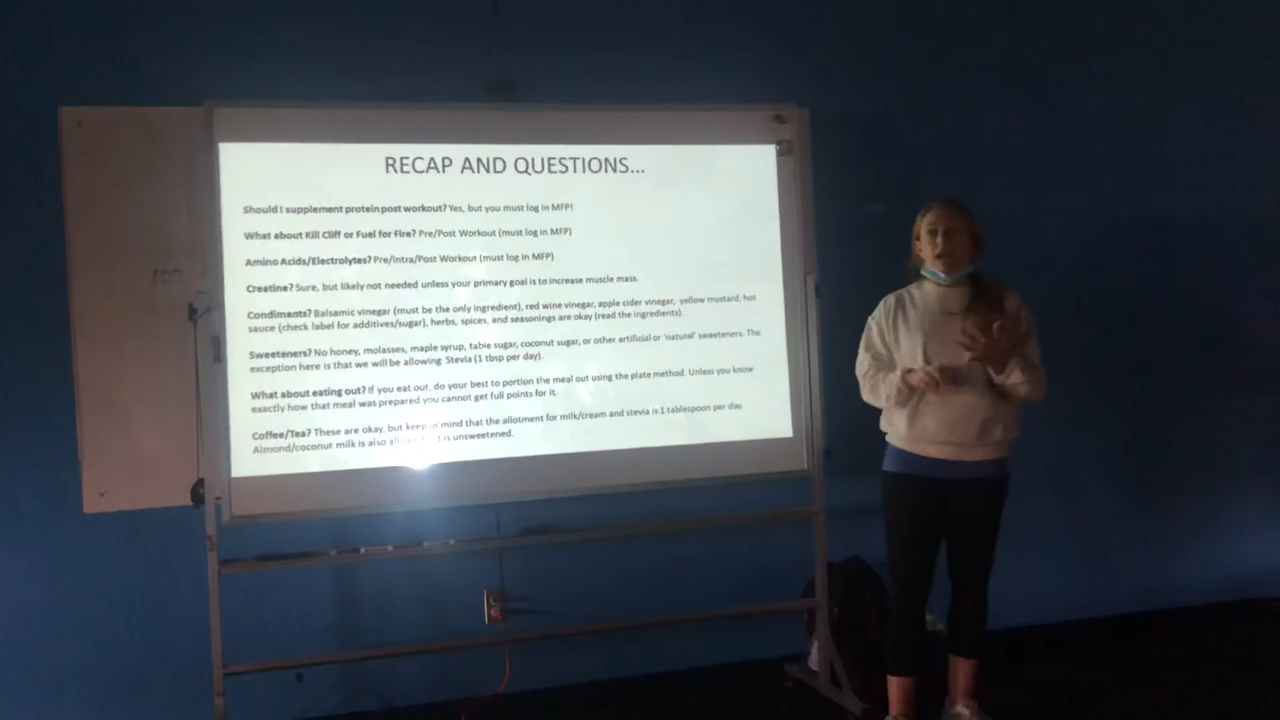 RECAP AND QUESTIONS...
Should I supplement protein post workout? Yes, but you must log in MFP!
What about Kill Cliff or Fuel for Fire? Pre/Post Workout (must log in MFP)
Amino Acids/Electrolytes? Pre/Intra/Post Workout (must log in MFP)
Creatine? Sure, but likely not needed unless your primary goal is to increase muscle mass.
Condiments? Balsamic vinegar (must be the only ingredient), red wine vinegar, apple cider vinegar, yellow mustard, hot
sauce (check label for additives/sugar), herbs, spices, and seasonings are okay (read the ingredients).
Sweeteners? No honey, molasses, maple syrup, table sugar, coconut sugar, or other artificial or 'natural' sweeteners. The
exception here is that we will be allowing Stevia (1 tbsp per day).
What about eating out? If you eat out, do your best to portion the meal out using the plate method. Unless you know
exactly how that meal was prepared you cannot get full points for it.
Coffee/Tea? These are okay, but keep in mind that the allotment for milk/cream and stevia is 1 tablespoon per day.
Almond/coconut milk is also is unsweetened.
100